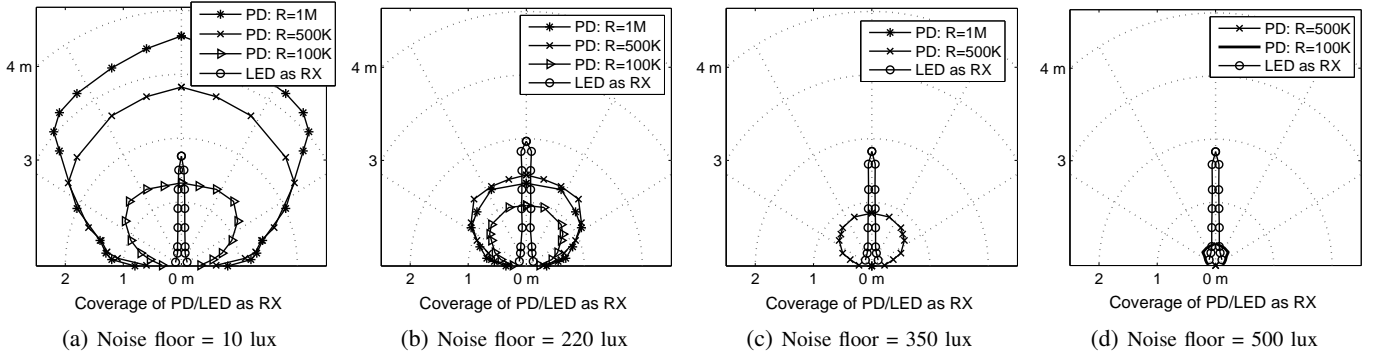 PD: R=1M
PD: R=500K
PD: R=100K
LED as RX
4 m
3
2
1
0 m
Coverage of PD/LED as RX
(a) Noise floor = 10 lux
PD: R=1M
PD: R=500K
PD: R=100K
LED as RX
4 m
3
2
1
0 m
Coverage of PD/LED as RX
(b) Noise floor = 220 lux
PD: R=1M
PD: R=500K
LED as RX
4 m
3
2
1
0 m
Coverage of PD/LED as RX
(c) Noise floor = 350 lux
PD: R=500K
PD: R=100K
LED as RX
4 m
3
2
1
0 m
Coverage of PD/LED as RX
(d) Noise floor = 500 lux